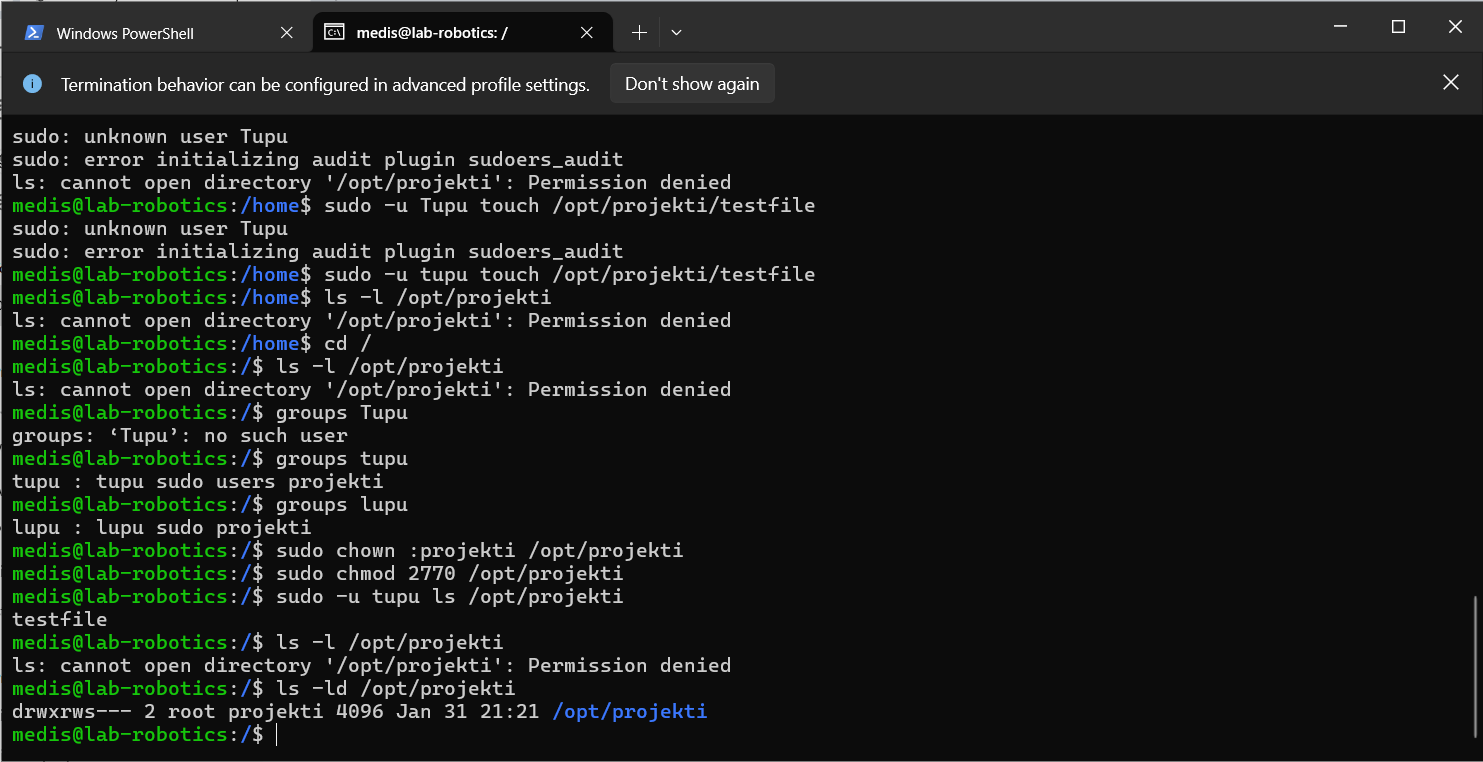 Windows PowerShell
medis@lab-robotics: /
Termination behavior can be configured in advanced profile settings.
Don't show again
sudo: unknown user Tupu
sudo: error initializing audit plugin sudoers_audit
ls: cannot open directory '/opt/projekti': Permission denied
medis@lab-robotics:/home$ sudo -u Tupu touch /opt/projekti/testfile
sudo: unknown user Tupu
sudo: error initializing audit plugin sudoers_audit
medis@lab-robotics:/home$ sudo -u tupu touch /opt/projekti/testfile
medis@lab-robotics:/home$ ls -l /opt/projekti
ls: cannot open directory '/opt/projekti': Permission denied
medis@lab-robotics:/home$ cd /
medis@lab-robotics:/$ ls -l /opt/projekti
ls: cannot open directory '/opt/projekti': Permission denied
medis@lab-robotics:/$ groups Tupu
groups: ‘Tupu’: no such user
medis@lab-robotics:/$ groups tupu
tupu : tupu sudo users projekti
medis@lab-robotics:/$ groups lupu
lupu : lupu sudo projekti
medis@lab-robotics:/$ sudo chown :projekti /opt/projekti
medis@lab-robotics:/$ sudo chmod 2770 /opt/projekti
medis@lab-robotics:/$ sudo -u tupu ls /opt/projekti
testfile
medis@lab-robotics:/$ ls -l /opt/projekti
ls: cannot open directory '/opt/projekti': Permission denied
medis@lab-robotics:/$ ls -ld /opt/projekti
drwxrws--- 2 root projekti 4096 Jan 31 21:21 /opt/projekti
medis@lab-robotics:/$